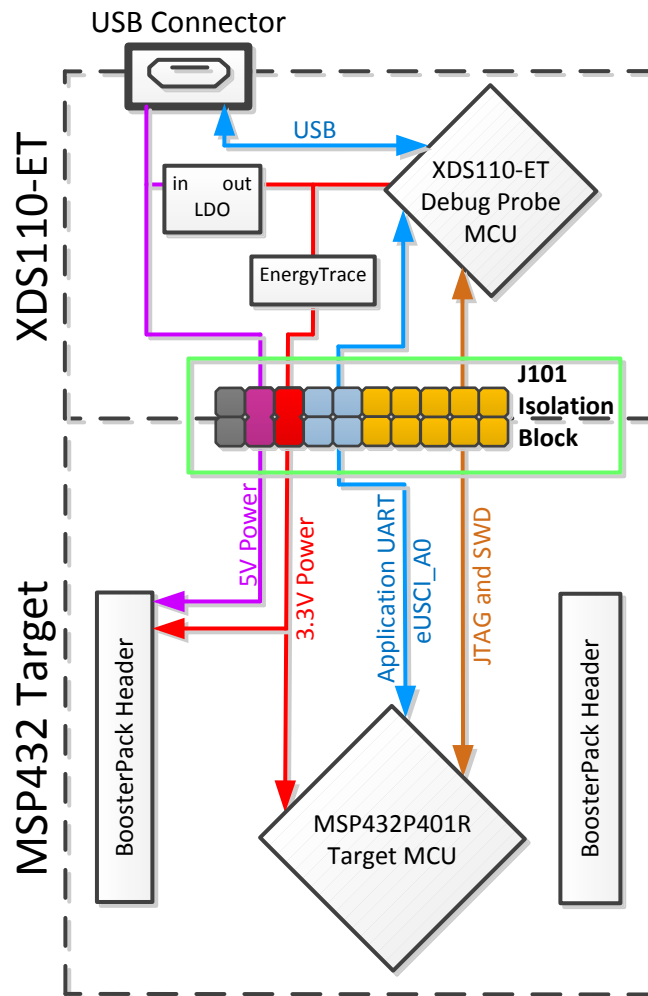 USB Connector
XDS110-ET
USB
XDS110-ET
Debug Probe
MCU
in out
LDO
EnergyTrace
J101
Isolation
Block
MSP432 Target
5V Power
3.3V Power
Application UART
eUSCI_A0
JTAG and SWD
BoosterPack Header
BoosterPack Header
MSP432P401R
Target MCU